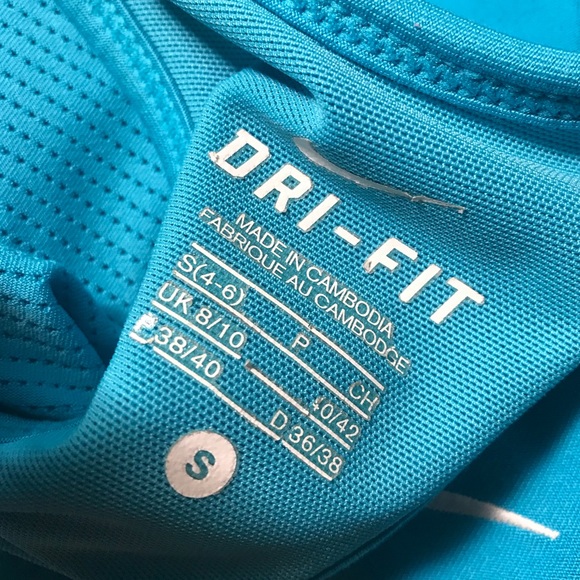 DRI-FIT
MADE IN CAMBODIA
FABRIQUE AU CAMBODGE
S(4-6) P CH
UK 8/10 40/42
F 38/40 D 36/38
S